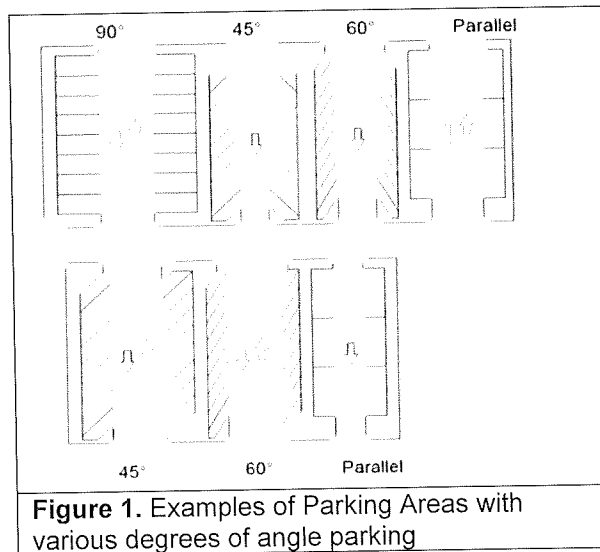 90° 45° 60° Parallel
45° 60° Parallel
Figure 1. Examples of Parking Areas with
various degrees of angle parking